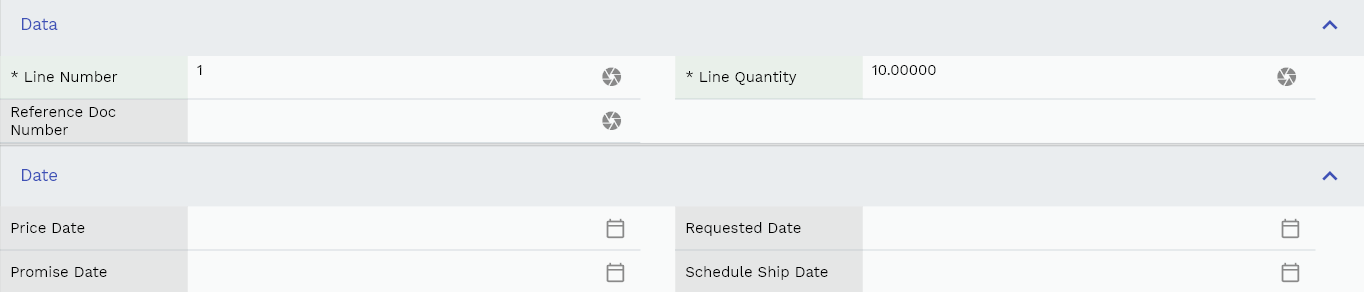 Data
* Line Number
1
* Line Quantity
10.00000
Reference Doc
Number
Date
Price Date
Requested Date
Promise Date
Schedule Ship Date